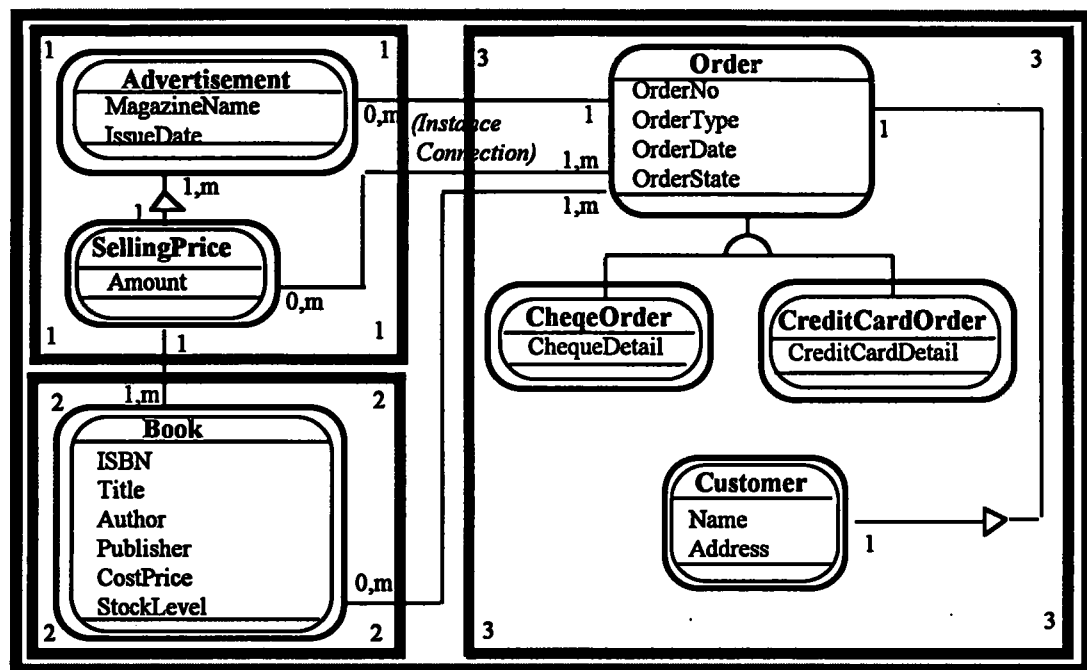 1
1
Advertisement
MagazineName
IssueDate
0,m
1,m
1
SellingPrice
Amount
0,m
1
1
1
2
2
1,m
Book
ISBN
Title
Author
Publisher
CostPrice
StockLevel
0,m
2
2
(Instance
Connection)
3
3
Order
OrderNo
OrderType
OrderDate
OrderState
1
1,m
1,m
1
CheqeOrder
ChequeDetail
CreditCardOrder
CreditCardDetail
Customer
Name
Address
1
3
3